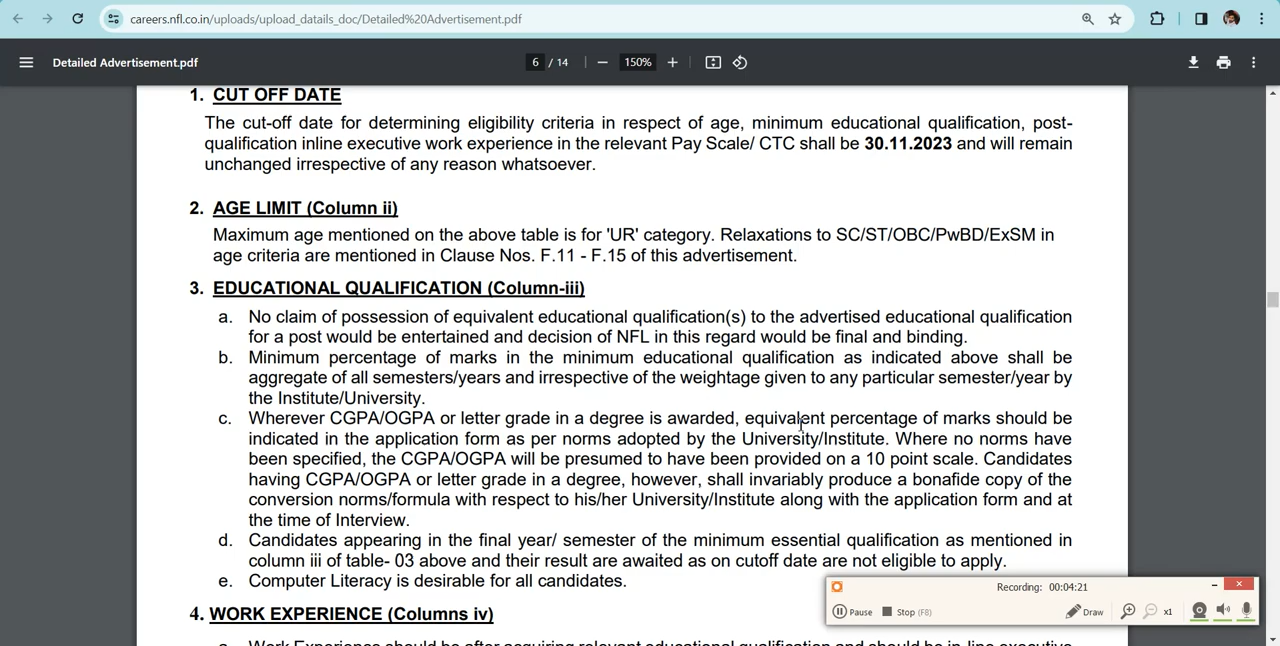 careers.nfl.co.in/uploads/upload_datails_doc/Detailed%20Advertisement.pdf
Detailed Advertisement.pdf
6 / 14
150%
1. CUT OFF DATE
The cut-off date for determining eligibility criteria in respect of age, minimum educational qualification, post-
qualification inline executive work experience in the relevant Pay Scale/ CTC shall be 30.11.2023 and will remain
unchanged irrespective of any reason whatsoever.
2. AGE LIMIT (Column ii)
Maximum age mentioned on the above table is for 'UR' category. Relaxations to SC/ST/OBC/PwBD/ExSM in
age criteria are mentioned in Clause Nos. F.11 - F.15 of this advertisement.
3. EDUCATIONAL QUALIFICATION (Column-iii)
a. No claim of possession of equivalent educational qualification(s) to the advertised educational qualification
for a post would be entertained and decision of NFL in this regard would be final and binding.
b. Minimum percentage of marks in the minimum educational qualification as indicated above shall be
aggregate of all semesters/years and irrespective of the weightage given to any particular semester/year by
the Institute/University.
c. Wherever CGPA/OGPA or letter grade in a degree is awarded, equivalent percentage of marks should be
indicated in the application form as per norms adopted by the University/Institute. Where no norms have
been specified, the CGPA/OGPA will be presumed to have been provided on a 10 point scale. Candidates
having CGPA/OGPA or letter grade in a degree, however, shall invariably produce a bonafide copy of the
conversion norms/formula with respect to his/her University/Institute along with the application form and at
the time of Interview.
d. Candidates appearing in the final year/ semester of the minimum essential qualification as mentioned in
column iii of table- 03 above and their result are awaited as on cutoff date are not eligible to apply.
e. Computer Literacy is desirable for all candidates.
Recording: 00:04:21
Pause Stop (F8) Draw x1
4. WORK EXPERIENCE (Columns iv)
a. Work Experience should be after acquiring relevant educational qualification and should be in-line executive